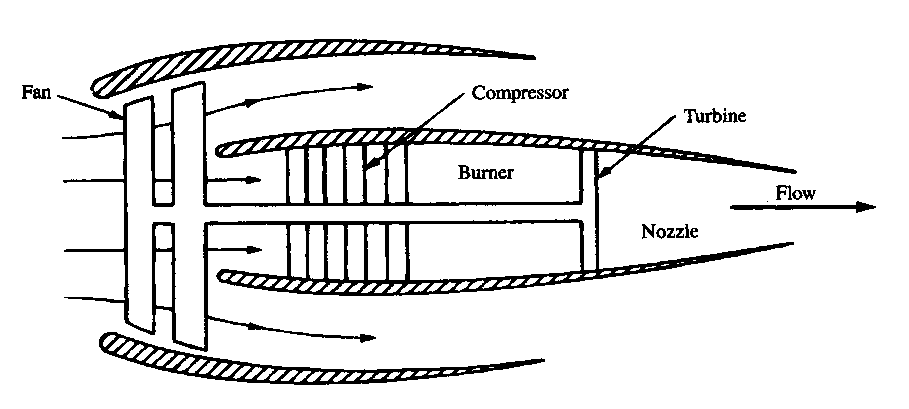 Fan
Compressor
Turbine
Burner
Flow
Nozzle